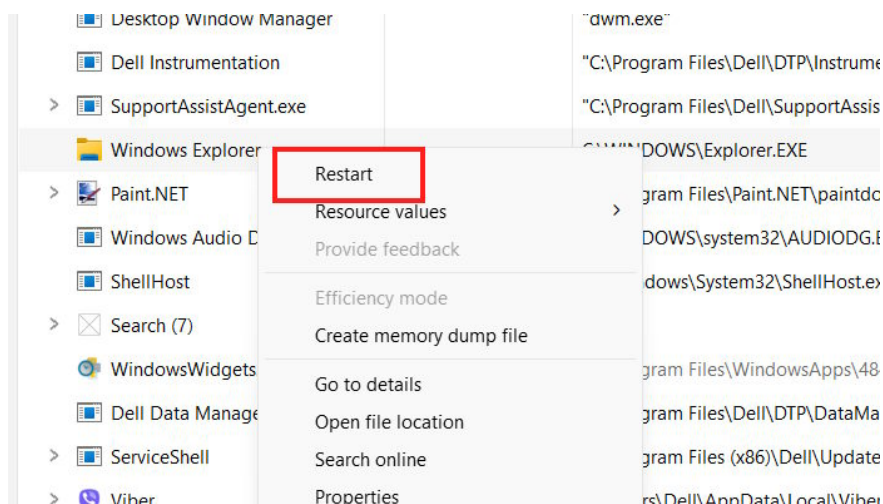 Desktop Window Manager "dwm.exe"
Dell Instrumentation "C:\Program Files\Dell\DTP\Instrume
SupportAssistAgent.exe "C:\Program Files\Dell\SupportAssis
Windows Explorer C:\WINDOWS\Explorer.EXE
Restart
Paint.NET gram Files\Paint.NET\paintdo
Resource values
Windows Audio D DOWS\system32\AUDIODG.E
Provide feedback
ShellHost dows\System32\ShellHost.ex
Efficiency mode
Search (7)
Create memory dump file
WindowsWidgets gram Files\WindowsApps\48
Go to details
Dell Data Manage gram Files\Dell\DTP\DataMa
Open file location
ServiceShell gram Files (x86)\Dell\Update
Search online
Viber rs\Dell\AppData\Local\Viber
Properties